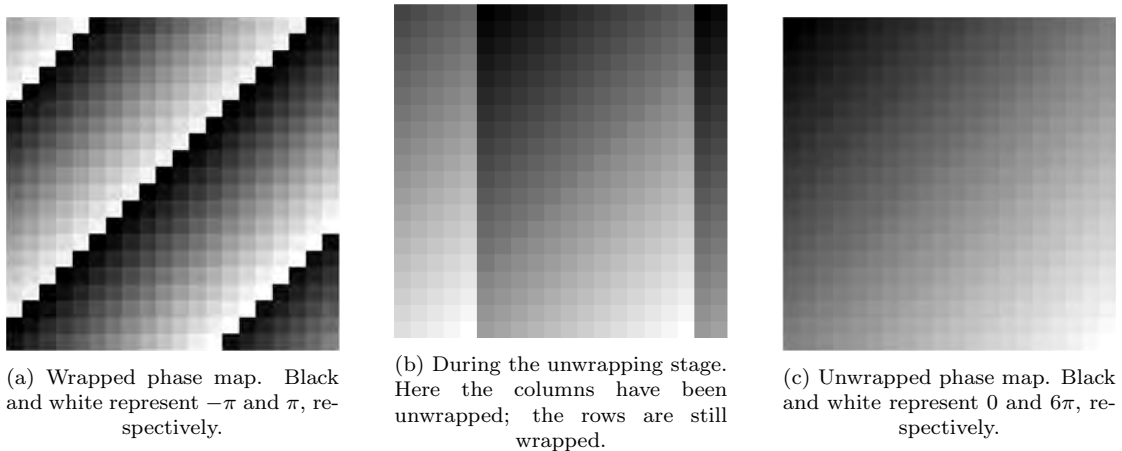 (a) Wrapped phase map. Black
and white represent −π and π, re-
spectively.
(b) During the unwrapping stage.
Here the columns have been
unwrapped; the rows are still
wrapped.
(c) Unwrapped phase map. Black
and white represent 0 and 6π, re-
spectively.